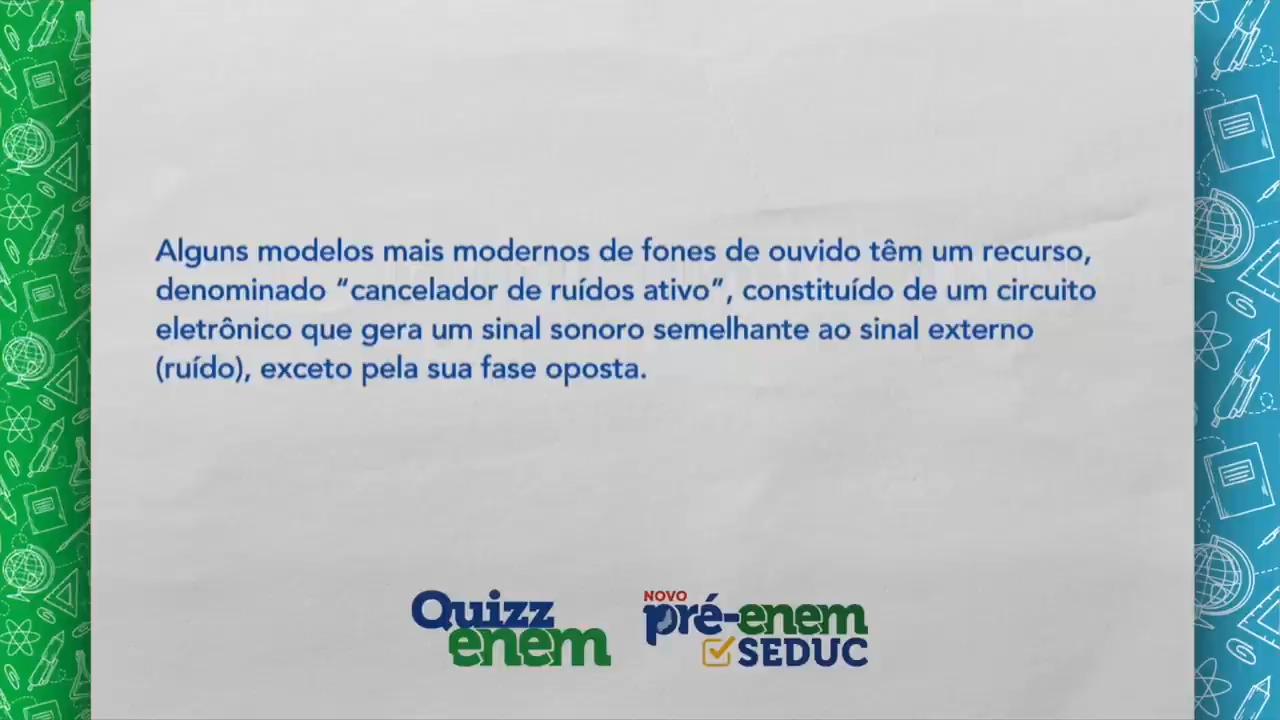 Alguns modelos mais modernos de fones de ouvido têm um recurso,
denominado “cancelador de ruídos ativo”, constituído de um circuito
eletrônico que gera um sinal sonoro semelhante ao sinal externo
(ruído), exceto pela sua fase oposta.
Quizz
enem
NOVO
pré-enem
SEDUC